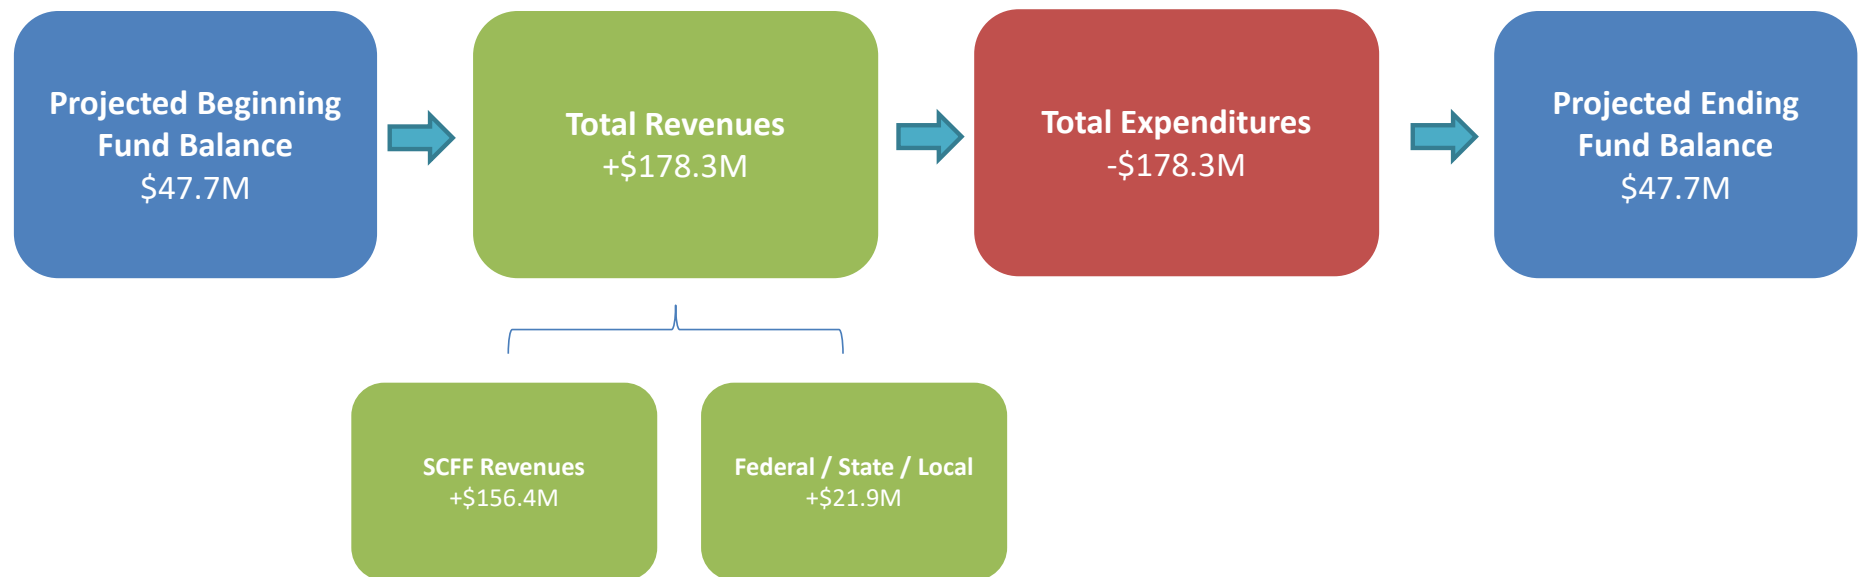 Projected Beginning
Fund Balance
$47.7M
Total Revenues
+$178.3M
Total Expenditures
-$178.3M
Projected Ending
Fund Balance
$47.7M
SCFF Revenues
+$156.4M
Federal / State / Local
+$21.9M